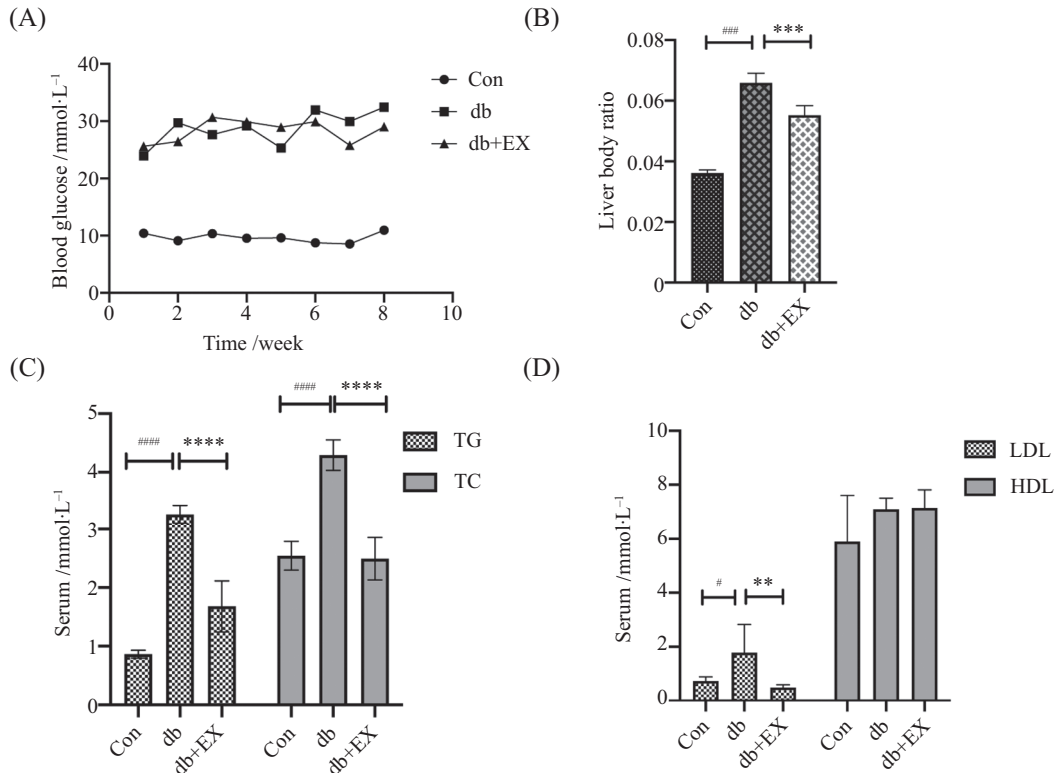 (A)
40
30
20
10
0
Blood glucose /mmol·L⁻¹
0 2 4 6 8 10
Time /week
Con
db
db+EX
(B)
###
***
0.08
0.06
0.04
0.02
0
Liver body ratio
Con
db
db+EX
(C)
####
****
####
****
5
4
3
2
1
0
Serum /mmol·L⁻¹
TG
TC
Con
db
db+EX
Con
db
db+EX
(D)
10
8
6
4
2
0
Serum /mmol·L⁻¹
#
**
LDL
HDL
Con
db
db+EX
Con
db
db+EX